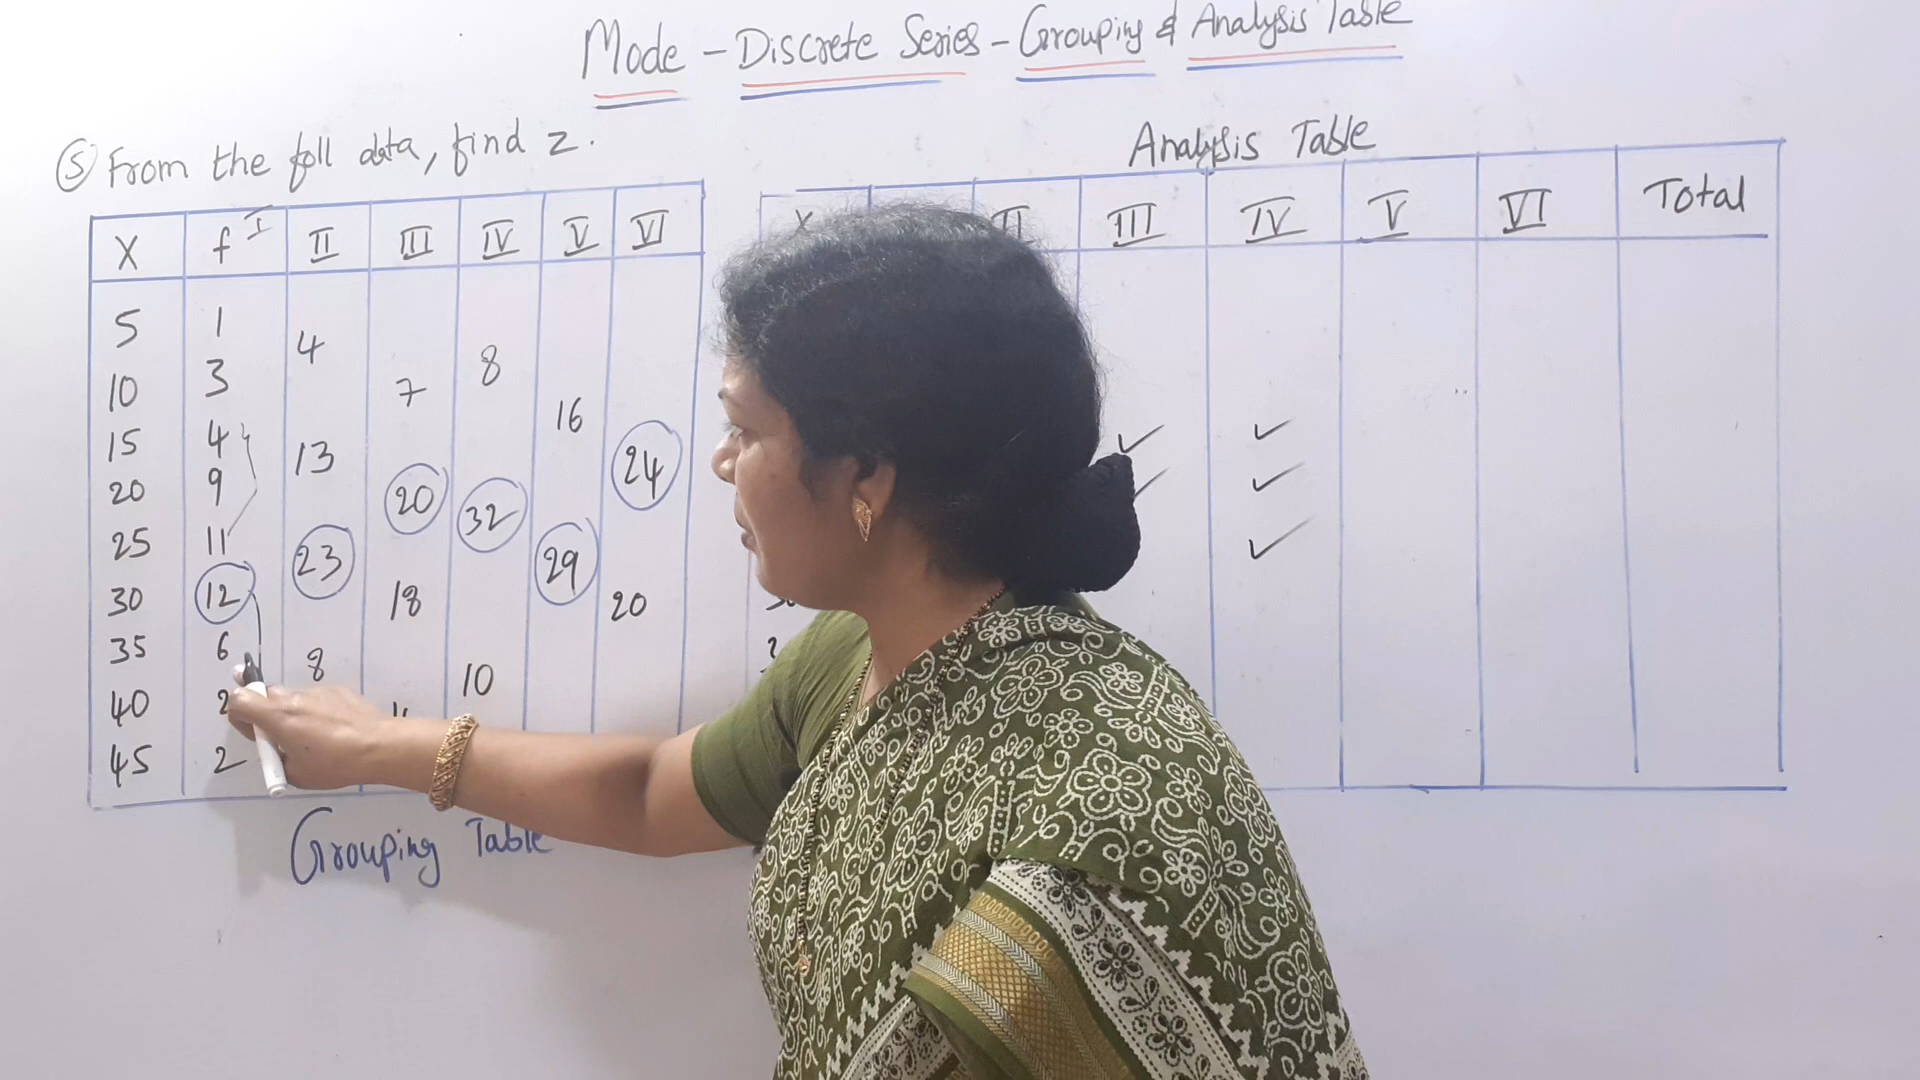 Mode - Discrete Series - Grouping & Analysis Table
⑤ From the foll data, find z.
X f I II III IV V VI
5 1
4
10 3
7 8
15 4
13 16
20 9
20 32 24
25 11
23 29
30 12
18 20
35 6
8 10
40 2
45 2
Grouping Table
Analysis Table
X II III IV V VI Total
✓ ✓
✓ ✓
✓